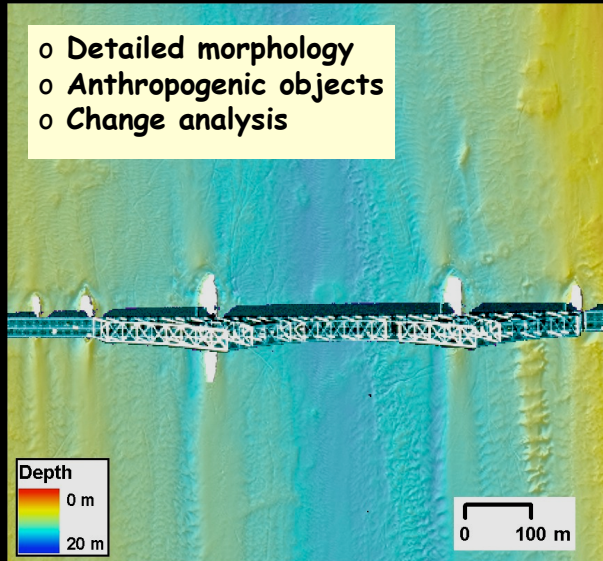 o Detailed morphology
o Anthropogenic objects
o Change analysis
Depth
0 m
20 m
0 100 m